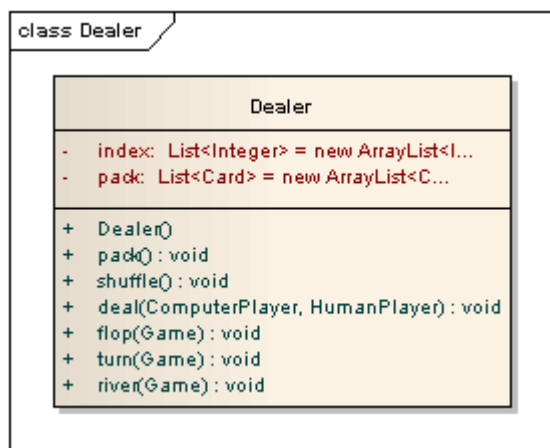 class Dealer
Dealer
- index: List<Integer> = new ArrayList<I...
- pack: List<Card> = new ArrayList<C...
+ Dealer()
+ pack() : void
+ shuffle() : void
+ deal(ComputerPlayer, HumanPlayer) : void
+ flop(Game) : void
+ turn(Game) : void
+ river(Game) : void